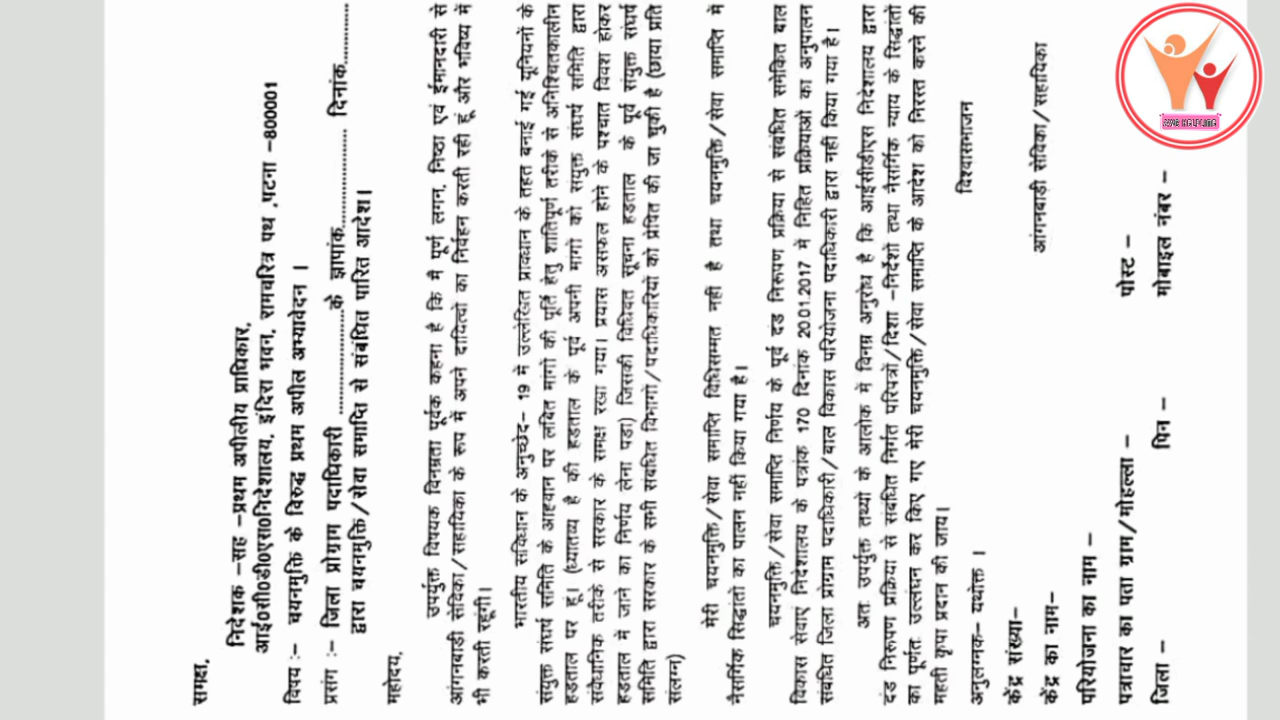 समक्ष,
निदेशक –सह –प्रथम अपीलीय प्राधिकार,
आई0सी0डी0एस0निदेशालय, इंदिरा भवन, रामचरित्र पथ ,पटना –800001
विषय :– चयनमुक्ति के विरुद्ध प्रथम अपील अभ्यावेदन ।
प्रसंग :– जिला प्रोग्राम पदाधिकारी ......................के ज्ञापांक...................... दिनांक............
द्वारा चयनमुक्ति/सेवा समाप्ति से संबंधित पारित आदेश।
महोदय,
उपर्युक्त विषयक विनम्रता पूर्वक कहना है कि मै पूर्ण लगन, निष्ठा एवं ईमानदारी से
आंगनबाड़ी सेविका/सहायिका के रूप में अपने दायित्वों का निर्वहन करती रही हूं और भविष्य में
भी करती रहूंगी।
भारतीय संविधान के अनुच्छेद– 19 में उल्लेखित प्रावधान के तहत बनाई गई यूनियनों के
संयुक्त संघर्ष समिति के आह्वान पर लंबित मांगों की पूर्ति हेतु शांतिपूर्ण तरीके से अनिश्चितकालीन
हडताल पर हूं। (ध्यातव्य है की हडताल के पूर्व अपनी मांगों को संयुक्त संघर्ष समिति द्वारा
संवैधानिक तरीके से सरकार के समक्ष रखा गया। प्रयास असफल होने के पश्चात विवश होकर
हडताल में जाने का निर्णय लेना पडा) जिसकी विधिवत सूचना हडताल के पूर्व संयुक्त संघर्ष
समिति द्वारा सरकार के सभी संबंधित विभागों/पदाधिकारियों को प्रेषित की जा चुकी है (छाया प्रति
संलग्न)
मेरी चयनमुक्ति/सेवा समाप्ति विधिसम्मत नही है तथा चयनमुक्ति/सेवा समाप्ति में
नैसर्गिक सिद्धांतों का पालन नहीं किया गया है।
चयनमुक्ति/सेवा समाप्ति निर्णय के पूर्व दंड निरूपण प्रक्रिया से संबंधित समेकित बाल
विकास सेवाएं निदेशालय के पत्रांक 170 दिनांक 20.01.2017 में निहित प्रक्रियाओं का अनुपालन
संबंधित जिला प्रोग्राम पदाधिकारी/बाल विकास परियोजना पदाधिकारी द्वारा नहीं किया गया है।
अतः उपर्युक्त तथ्यों के आलोक में विनम्र अनुरोध है कि आईसीडीएस निदेशालय द्वारा
दंड निरूपण प्रक्रिया से संबंधित निर्गत परिपत्रों/दिशा –निर्देशों तथा नैसर्गिक न्याय के सिद्धांतों
का पूर्णतः उल्लंघन कर किए गए मेरी चयनमुक्ति/सेवा समाप्ति के आदेश को निरस्त करने की
महती कृपा प्रदान की जाय।
अनुलग्नक– यथोक्त ।
विश्वासभाजन
केंद्र संख्या–
आंगनबाड़ी सेविका/सहायिका
केंद्र का नाम–
परियोजना का नाम –
पत्राचार का पता ग्राम/मोहल्ला – पोस्ट –
जिला – पिन – मोबाइल नंबर –